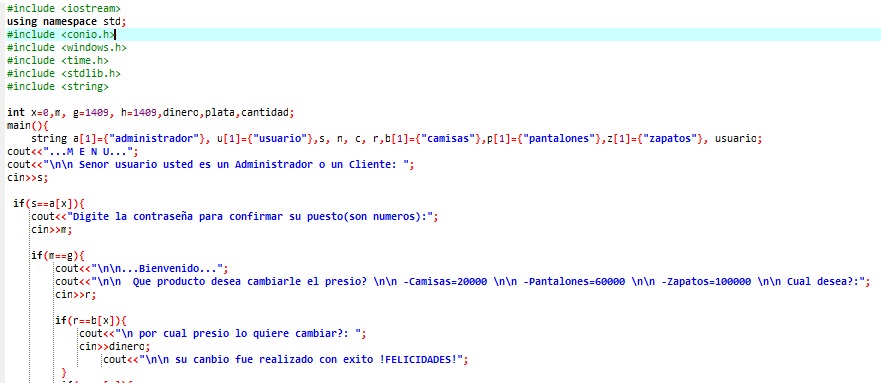 #include <iostream>
using namespace std;
#include <conio.h>
#include <windows.h>
#include <time.h>
#include <stdlib.h>
#include <string>
int x=0,m, g=1409, h=1409,dinero,plata,cantidad;
main(){
string a[1]={"administrador"}, u[1]={"usuario"},s, n, c, r,b[1]={"camisas"},p[1]={"pantalones"},z[1]={"zapatos"}, usuario;
cout<<"...M E N U...";
cout<<"\n\n Senor usuario usted es un Administrador o un Cliente: ";
cin>>s;
if(s==a[x]){
cout<<"Digite la contraseña para confirmar su puesto(son numeros):";
cin>>m;
if(m==g){
cout<<"\n\n...Bienvenido...";
cout<<"\n\n  Que producto desea cambiarle el presio? \n\n -Camisas=20000 \n\n -Pantalones=60000 \n\n -Zapatos=100000 \n\n Cual desea?:";
cin>>r;
if(r==b[x]){
cout<<"\n por cual presio lo quiere cambiar?: ";
cin>>dinero;
cout<<"\n\n su canbio fue realizado con exito !FELICIDADES!";
}